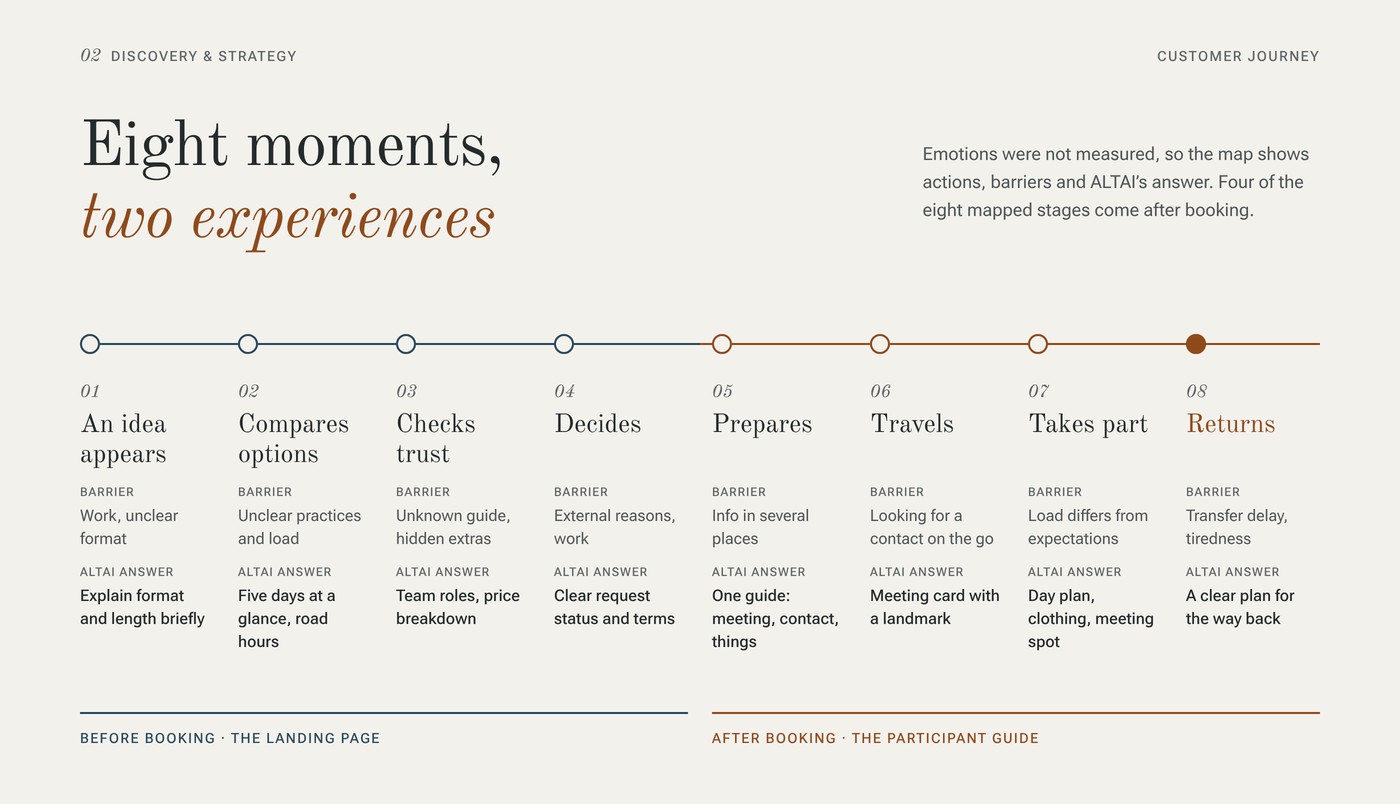 02 DISCOVERY & STRATEGY
CUSTOMER JOURNEY
Eight moments,
two experiences
Emotions were not measured, so the map shows
actions, barriers and ALTAI’s answer. Four of the
eight mapped stages come after booking.
01
An idea
appears
BARRIER
Work, unclear
format
ALTAI ANSWER
Explain format
and length briefly
02
Compares
options
BARRIER
Unclear practices
and load
ALTAI ANSWER
Five days at a
glance, road
hours
03
Checks
trust
BARRIER
Unknown guide,
hidden extras
ALTAI ANSWER
Team roles, price
breakdown
04
Decides
BARRIER
External reasons,
work
ALTAI ANSWER
Clear request
status and terms
05
Prepares
BARRIER
Info in several
places
ALTAI ANSWER
One guide:
meeting, contact,
things
06
Travels
BARRIER
Looking for a
contact on the go
ALTAI ANSWER
Meeting card with
a landmark
07
Takes part
BARRIER
Load differs from
expectations
ALTAI ANSWER
Day plan,
clothing, meeting
spot
08
Returns
BARRIER
Transfer delay,
tiredness
ALTAI ANSWER
A clear plan for
the way back
BEFORE BOOKING · THE LANDING PAGE
AFTER BOOKING · THE PARTICIPANT GUIDE